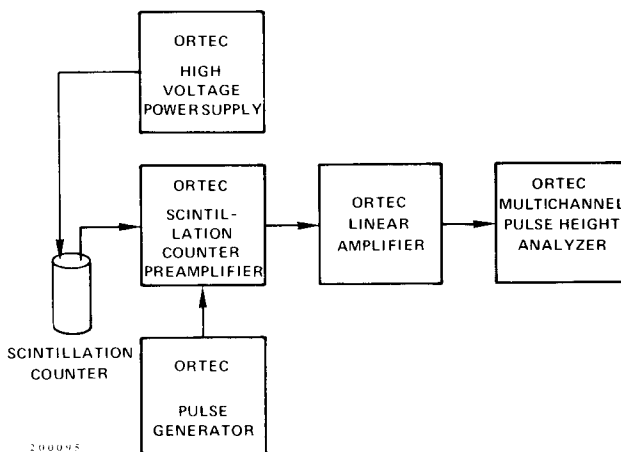 ORTEC
HIGH
VOLTAGE
POWER SUPPLY
ORTEC
SCINTIL-
LATION
COUNTER
PREAMPLIFIER
ORTEC
LINEAR
AMPLIFIER
ORTEC
MULTICHANNEL
PULSE HEIGHT
ANALYZER
SCINTILLATION
COUNTER
ORTEC
PULSE
GENERATOR
200095